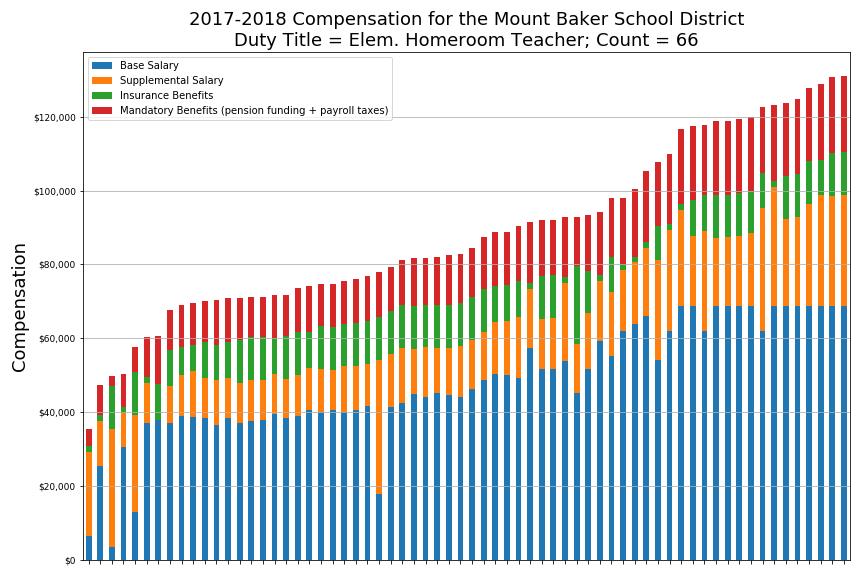 2017-2018 Compensation for the Mount Baker School District
Duty Title = Elem. Homeroom Teacher; Count = 66
Base Salary
Supplemental Salary
Insurance Benefits
Mandatory Benefits (pension funding + payroll taxes)
$120,000
$100,000
$80,000
$60,000
$40,000
$20,000
$0
Compensation